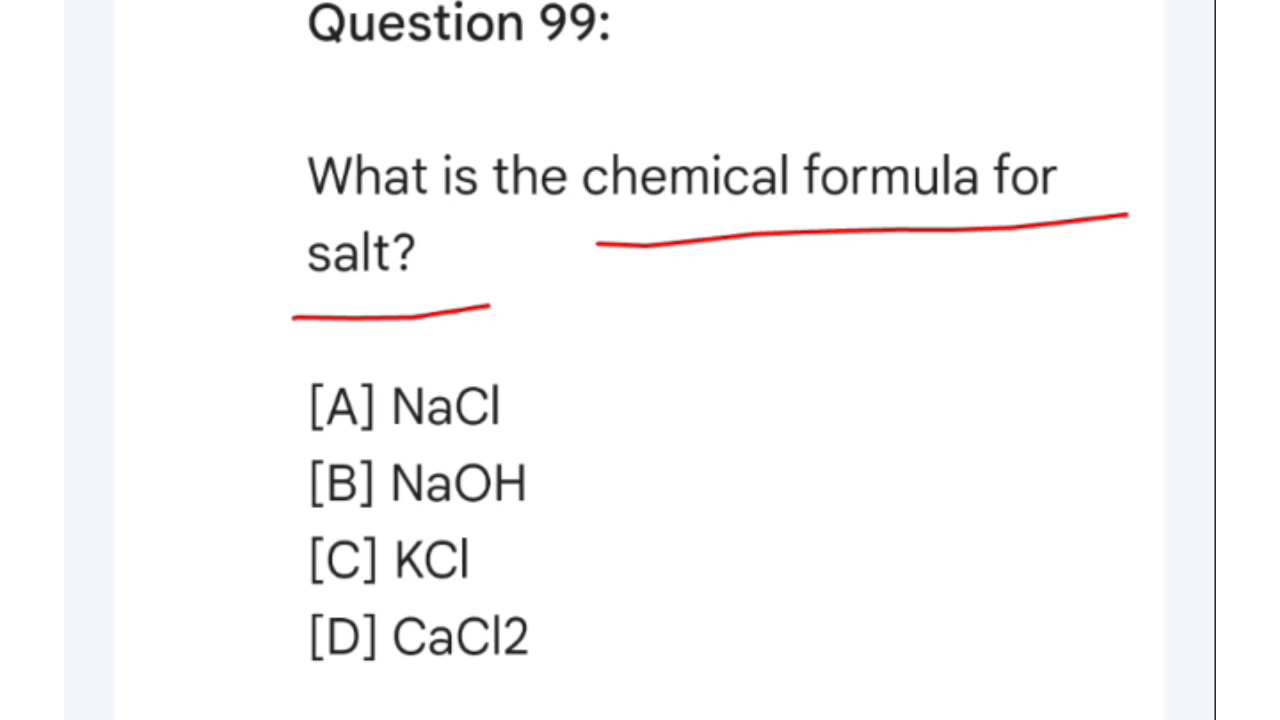 Question 99:
What is the chemical formula for
salt?
[A] NaCl
[B] NaOH
[C] KCl
[D] CaCl2